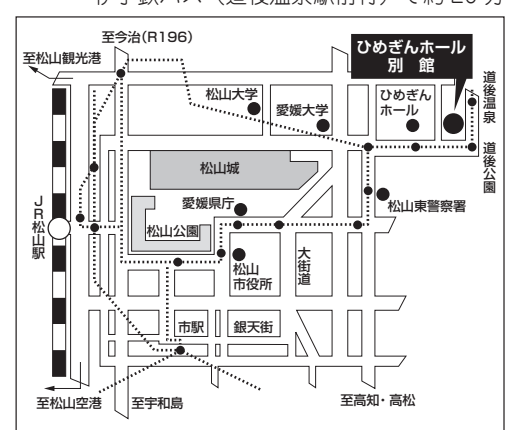 伊予鉄バス（道後温泉駅前行）で約20分
至今治(R196)
至松山観光港
ひめぎんホール
別館
松山大学
愛媛大学
ひめぎん
ホール
道後温泉
道後公園
松山城
愛媛県庁
松山東警察署
JR松山駅
松山公園
松山
市役所
大街道
市駅
銀天街
至松山空港
至宇和島
至高知・高松